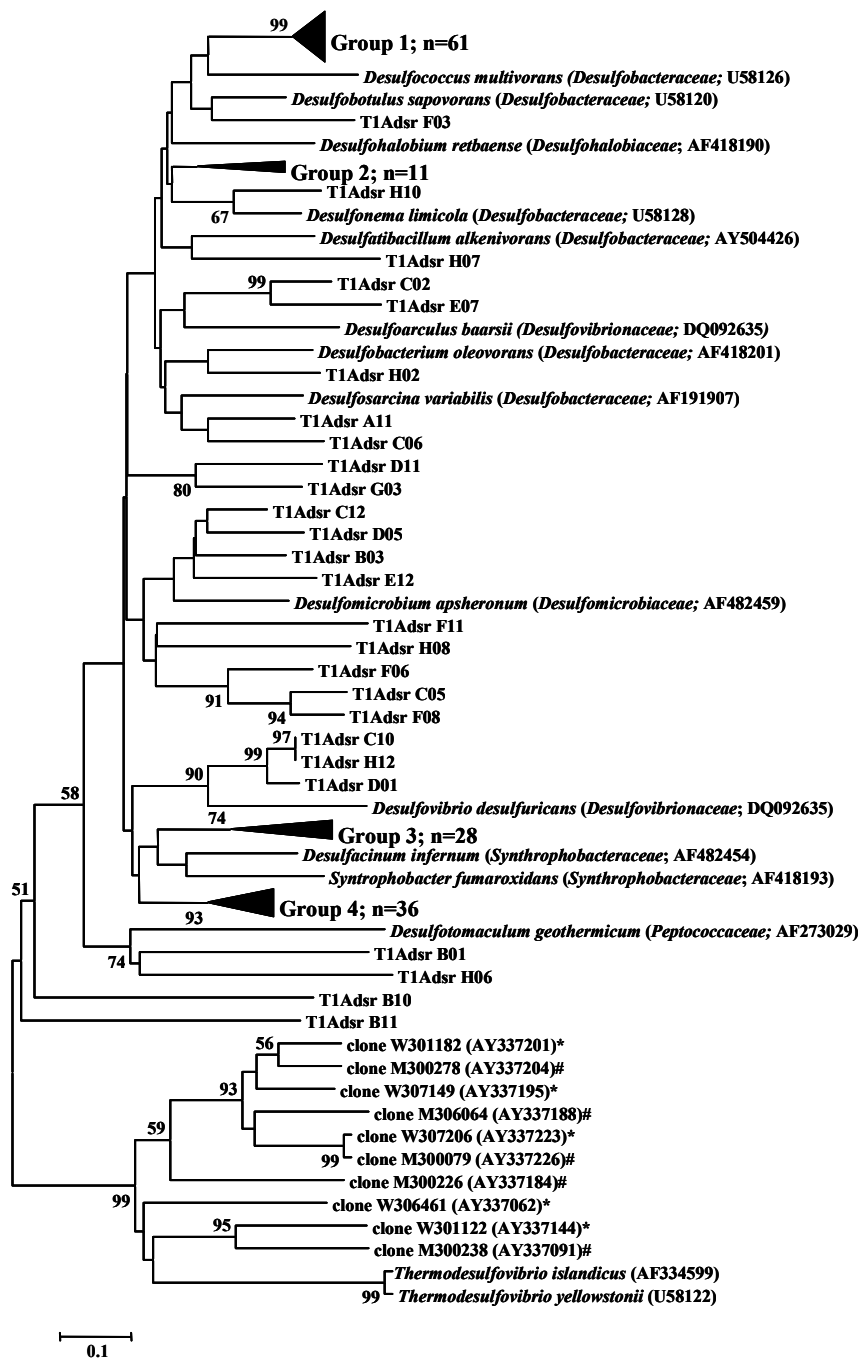 99
Group 1; n=61
Desulfococcus multivorans (Desulfobacteraceae; U58126)
Desulfobotulus sapovorans (Desulfobacteraceae; U58120)
T1Adsr F03
Desulfohalobium retbaense (Desulfohalobiaceae; AF418190)
Group 2; n=11
T1Adsr H10
67
Desulfonema limicola (Desulfobacteraceae; U58128)
Desulfatibacillum alkenivorans (Desulfobacteraceae; AY504426)
T1Adsr H07
99
T1Adsr C02
T1Adsr E07
Desulfoarculus baarsii (Desulfovibrionaceae; DQ092635)
Desulfobacterium oleovorans (Desulfobacteraceae; AF418201)
T1Adsr H02
Desulfosarcina variabilis (Desulfobacteraceae; AF191907)
T1Adsr A11
T1Adsr C06
T1Adsr D11
80
T1Adsr G03
T1Adsr C12
T1Adsr D05
T1Adsr B03
T1Adsr E12
Desulfomicrobium apsheronum (Desulfomicrobiaceae; AF482459)
T1Adsr F11
T1Adsr H08
T1Adsr F06
91
T1Adsr C05
94
T1Adsr F08
97
T1Adsr C10
99
T1Adsr H12
90
T1Adsr D01
58
Desulfovibrio desulfuricans (Desulfovibrionaceae; DQ092635)
74
Group 3; n=28
Desulfacinum infernum (Synthrophobacteraceae; AF482454)
Syntrophobacter fumaroxidans (Synthrophobacteraceae; AF418193)
51
93
Group 4; n=36
Desulfotomaculum geothermicum (Peptococcaceae; AF273029)
74
T1Adsr B01
T1Adsr H06
T1Adsr B10
T1Adsr B11
56
clone W301182 (AY337201)*
clone M300278 (AY337204)#
93
clone W307149 (AY337195)*
clone M306064 (AY337188)#
59
clone W307206 (AY337223)*
99
clone M300079 (AY337226)#
clone M300226 (AY337184)#
99
clone W306461 (AY337062)*
95
clone W301122 (AY337144)*
clone M300238 (AY337091)#
Thermodesulfovibrio islandicus (AF334599)
99
Thermodesulfovibrio yellowstonii (U58122)
0.1